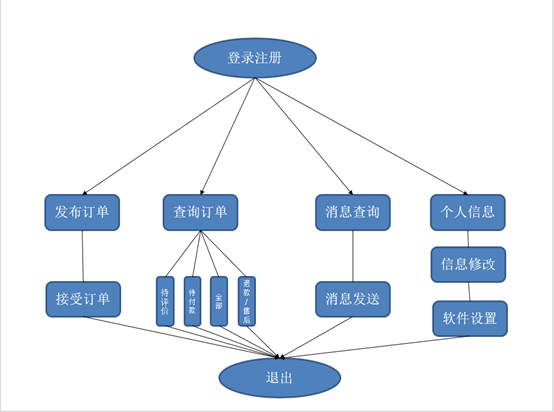 登录注册
发布订单
查询订单
消息查询
个人信息
信息修改
接受订单
待评价
待付款
全部
退款/售后
消息发送
软件设置
退出